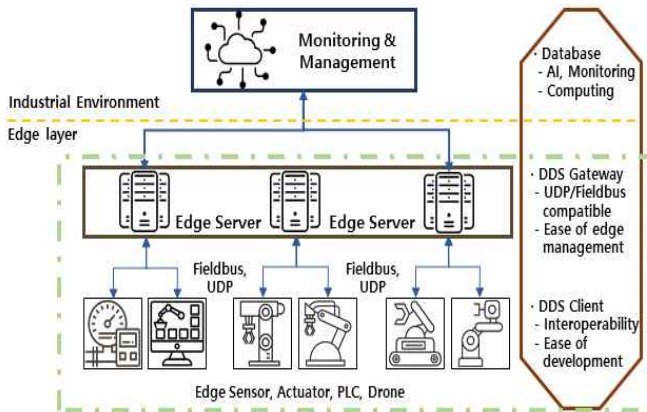 Monitoring &
Management
· Database
- AI, Monitoring
- Computing
Industrial Environment
Edge layer
Edge Server
Edge Server
· DDS Gateway
- UDP/Fieldbus
compatible
- Ease of edge
management
Fieldbus,
UDP
Fieldbus,
UDP
· DDS Client
- Interoperability
- Ease of
development
Edge Sensor, Actuator, PLC, Drone